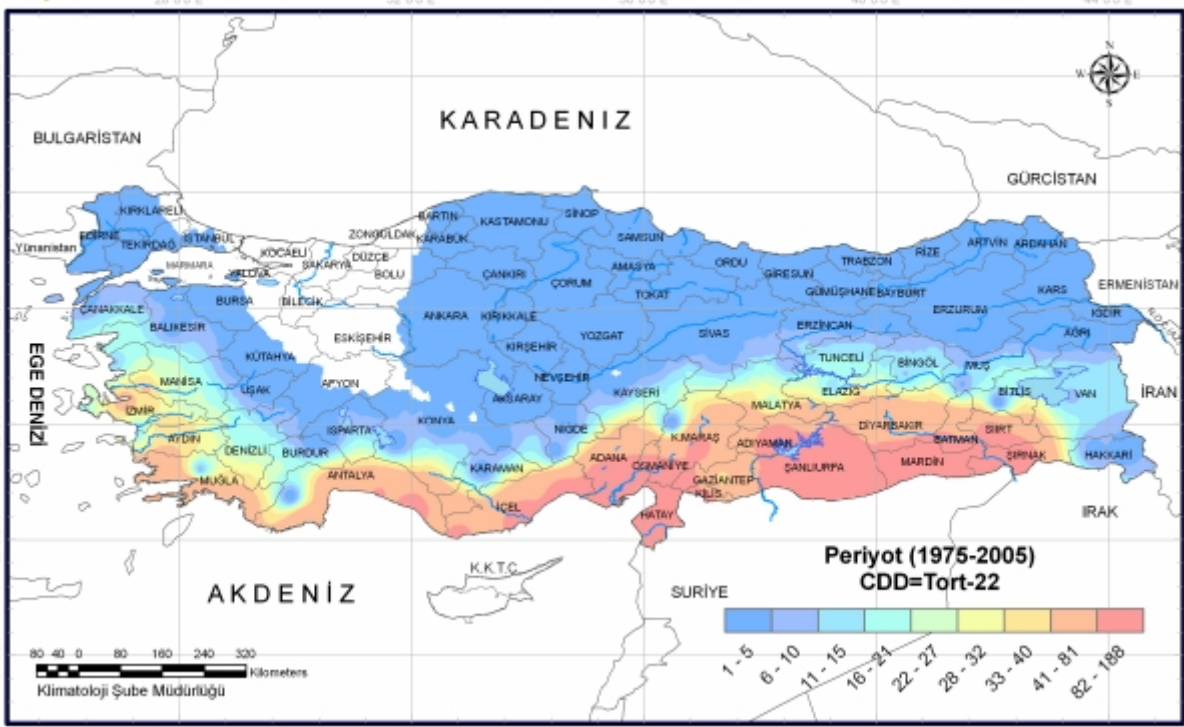 KARADENIZ
BULGARİSTAN
GÜRCİSTAN
N
W E
S
KIRKLARELİ
EDİRNE
TEKİRDAĞ
İSTANBUL
Yünanistan
MARMARA
KOCAELİ
YALOVA
SAKARYA
ZONGULDAK
DÜZCE
BOLU
BARTIN
KARABÜK
KASTAMONU
SİNOP
SAMSUN
ÇANKIRI
ÇORUM
AMASYA
TOKAT
ORDU
GİRESUN
TRABZON
GÜMÜŞHANE
BAYBURT
RİZE
ARTVİN
ARDAHAN
KARS
ERMENİSTAN
IĞDIR
AĞRI
ERZURUM
ERZİNCAN
ÇANAKKALE
BALIKESİR
BURSA
BİLECİK
ESKİŞEHİR
KÜTAHYA
ANKARA
KIRIKKALE
YOZGAT
SİVAS
KIRŞEHİR
NEVŞEHİR
KAYSERİ
TUNCELİ
BİNGÖL
MUŞ
BİTLİS
VAN
İRAN
EGE DENİZİ
MANİSA
UŞAK
AFYON
İZMİR
AYDIN
DENİZLİ
BURDUR
ISPARTA
KONYA
AKSARAY
NİĞDE
MALATYA
ELAZIĞ
DİYARBAKIR
BATMAN
SİİRT
ŞIRNAK
HAKKARİ
MUĞLA
ANTALYA
KARAMAN
İÇEL
ADANA
OSMANİYE
K.MARAŞ
ADIYAMAN
GAZİANTEP
KİLİS
ŞANLIURFA
MARDİN
HATAY
IRAK
SURİYE
K.K.T.C.
AKDENİZ
Periyot (1975-2005)
CDD=Tort-22
1 - 5
6 - 10
11 - 15
16 - 21
22 - 27
28 - 32
33 - 40
41 - 81
82 - 188
80 40 0 80 160 240 320
Kilometers
Klimatoloji Şube Müdürlüğü